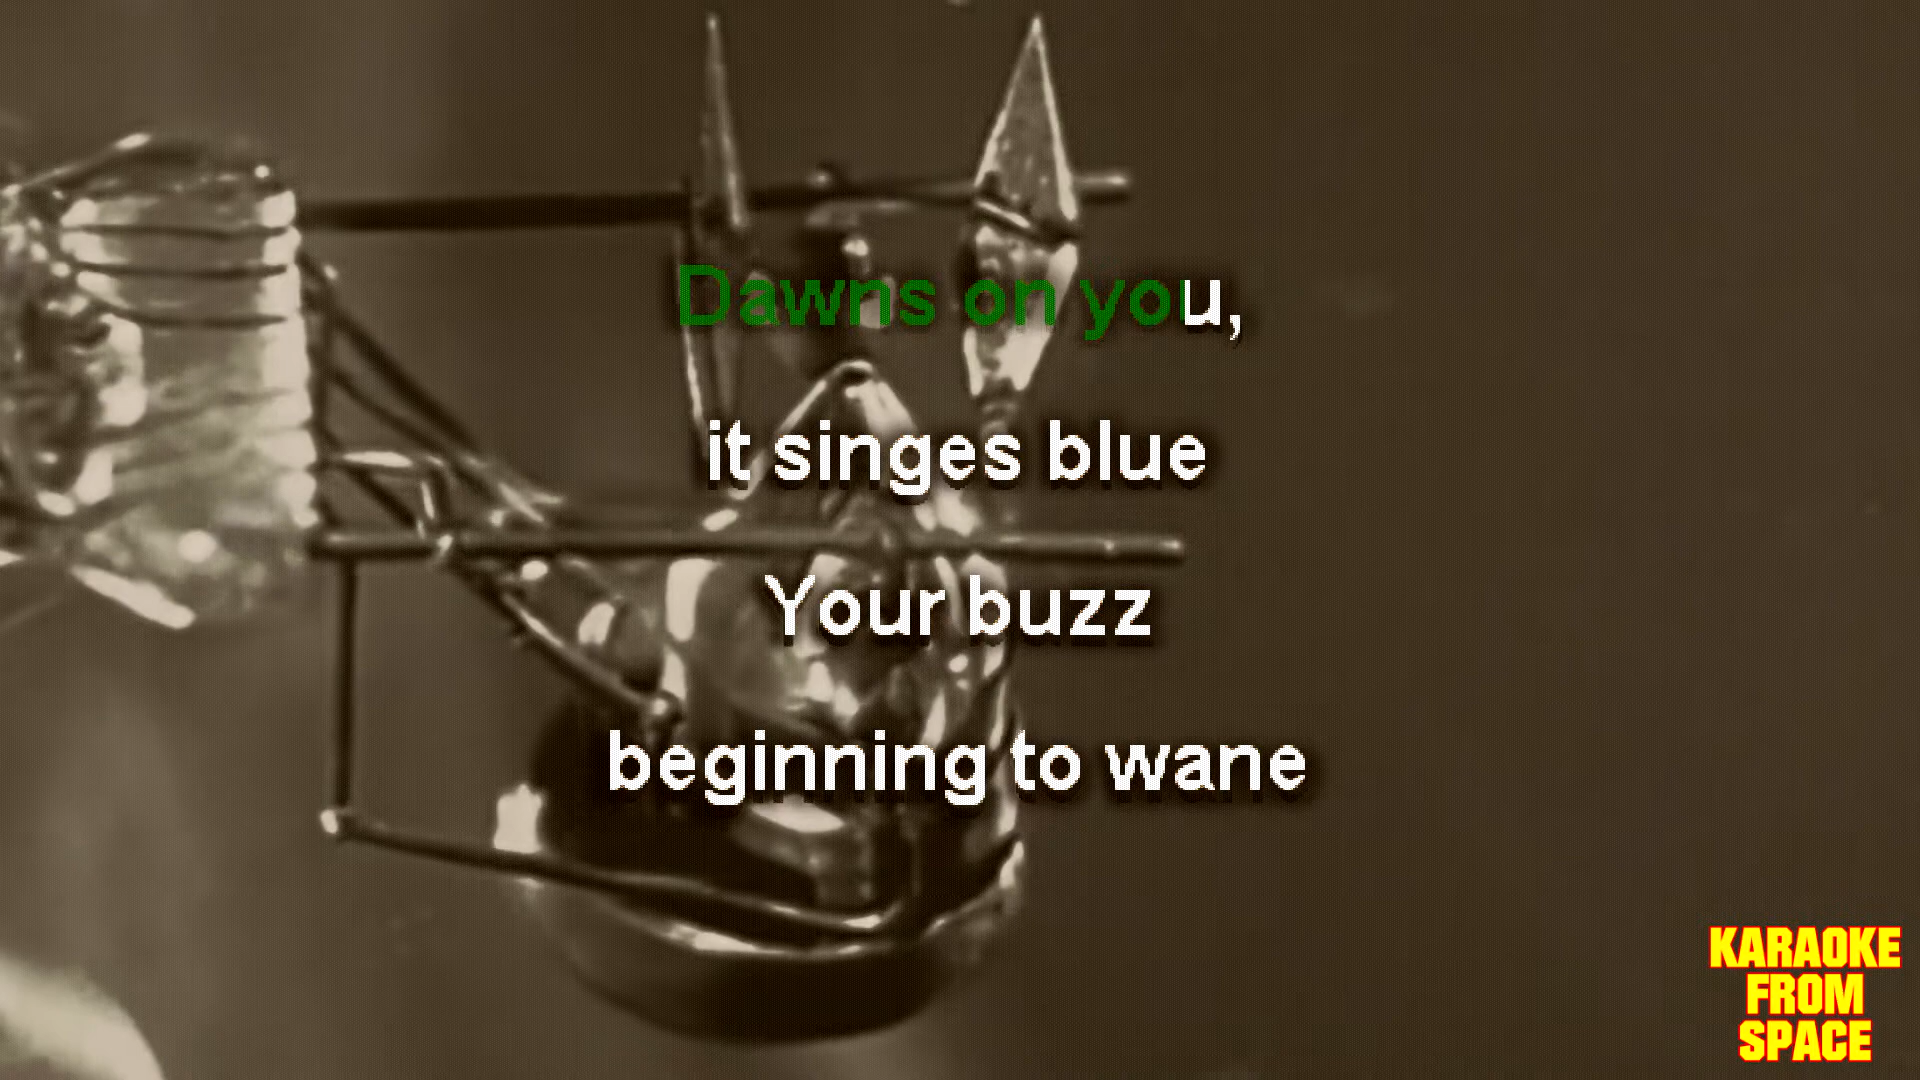 Dawns on you,
it singes blue
Your buzz
beginning to wane
KARAOKE
FROM
SPACE